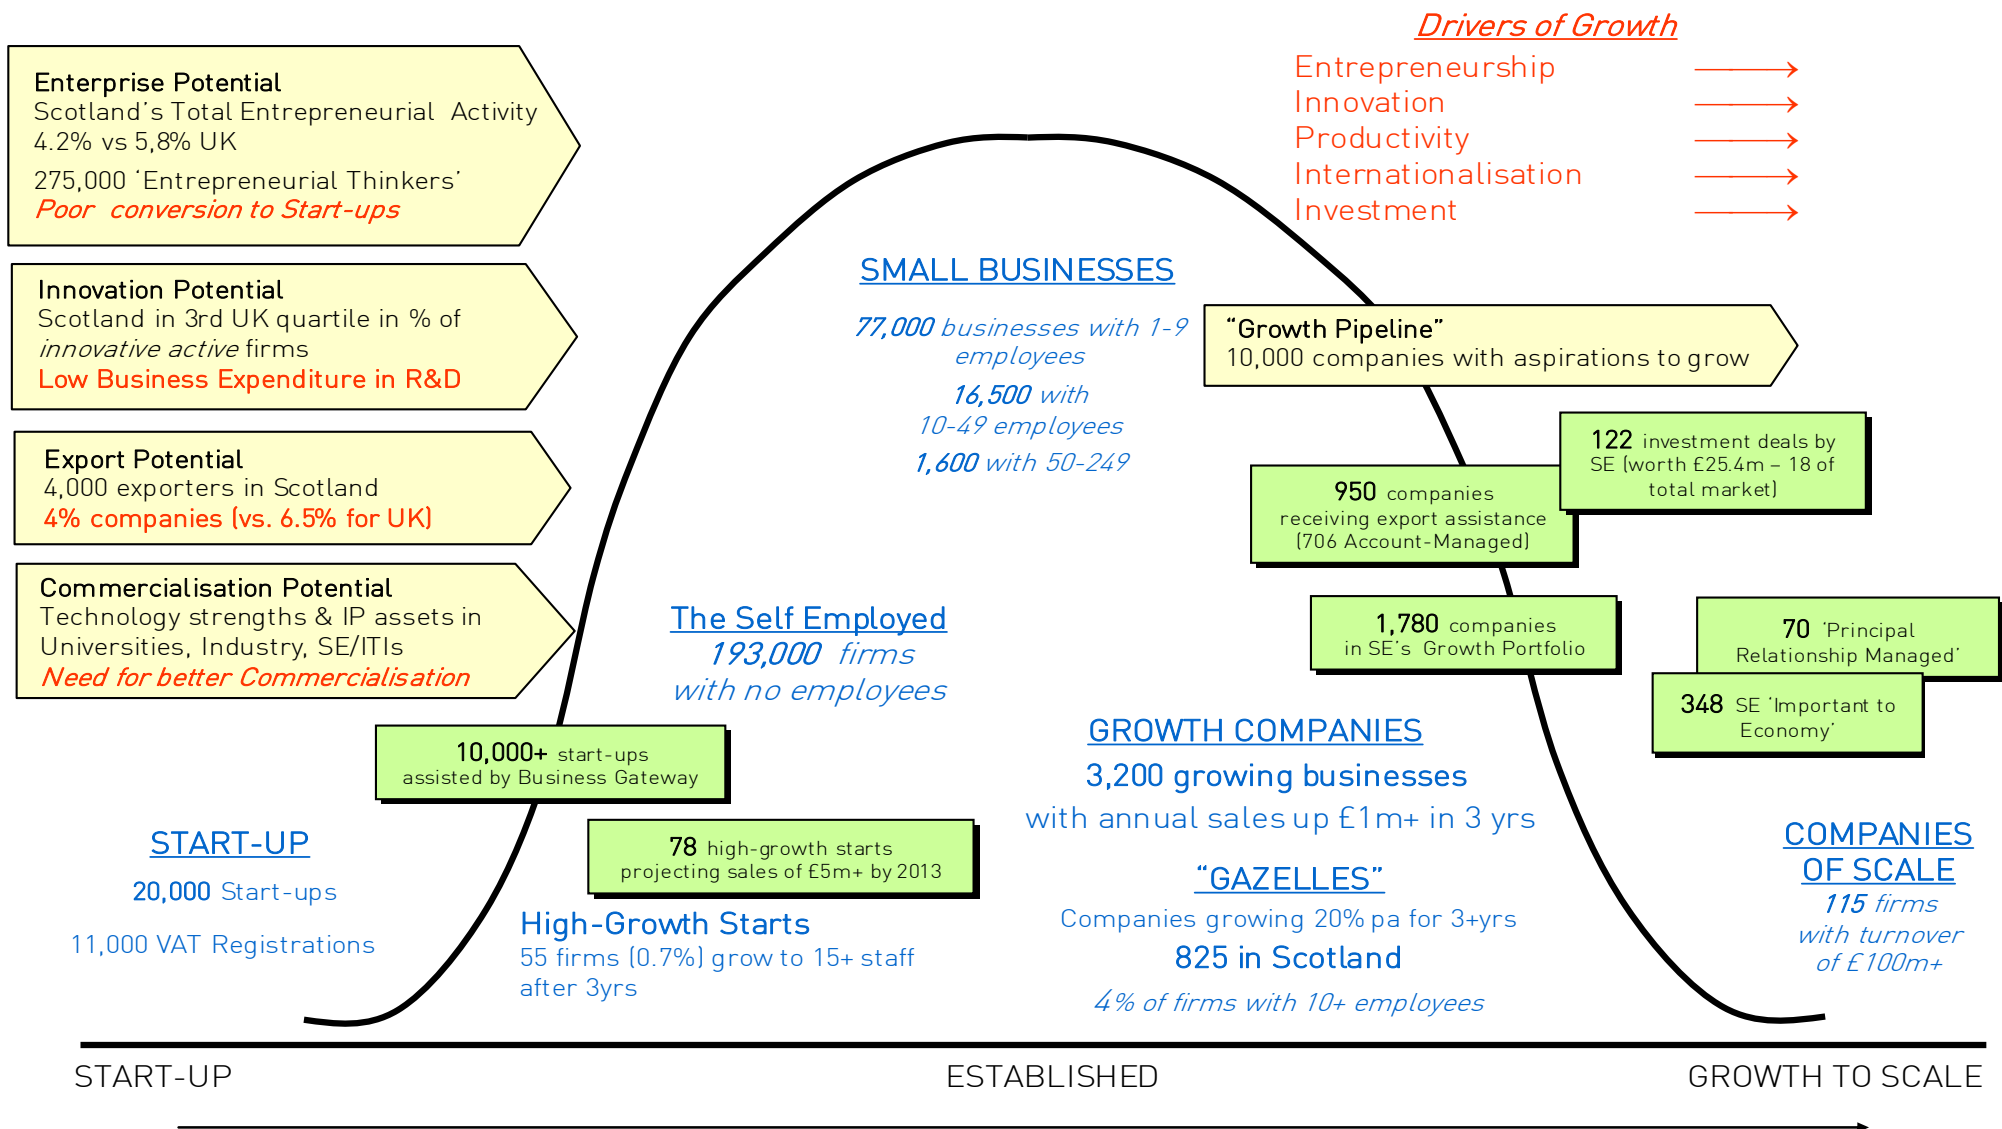 Drivers of Growth
Entrepreneurship
Innovation
Productivity
Internationalisation
Investment
Enterprise Potential
Scotland's Total Entrepreneurial Activity
4.2% vs 5,8% UK
275,000 'Entrepreneurial Thinkers'
Poor conversion to Start-ups
Innovation Potential
Scotland in 3rd UK quartile in % of
innovative active firms
Low Business Expenditure in R&D
Export Potential
4,000 exporters in Scotland
4% companies (vs. 6.5% for UK)
Commercialisation Potential
Technology strengths & IP assets in
Universities, Industry, SE/ITIs
Need for better Commercialisation
SMALL BUSINESSES
77,000 businesses with 1-9
employees
16,500 with
10-49 employees
1,600 with 50-249
"Growth Pipeline"
10,000 companies with aspirations to grow
122 investment deals by
SE (worth £25.4m – 18 of
total market)
950 companies
receiving export assistance
(706 Account-Managed)
1,780 companies
in SE's Growth Portfolio
70 'Principal
Relationship Managed'
348 SE 'Important to
Economy'
The Self Employed
193,000 firms
with no employees
10,000+ start-ups
assisted by Business Gateway
78 high-growth starts
projecting sales of £5m+ by 2013
START-UP
20,000 Start-ups
11,000 VAT Registrations
High-Growth Starts
55 firms (0.7%) grow to 15+ staff
after 3yrs
GROWTH COMPANIES
3,200 growing businesses
with annual sales up £1m+ in 3 yrs
"GAZELLES"
Companies growing 20% pa for 3+yrs
825 in Scotland
4% of firms with 10+ employees
COMPANIES
OF SCALE
115 firms
with turnover
of £100m+
START-UP
ESTABLISHED
GROWTH TO SCALE